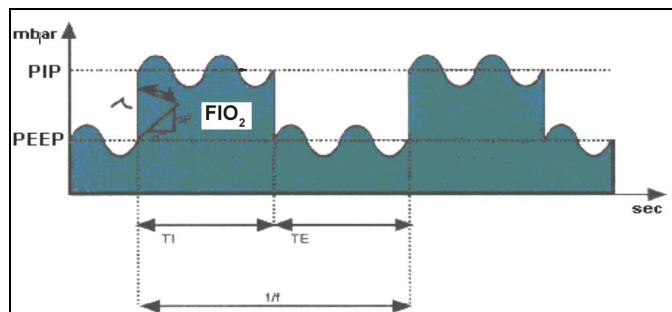 mbar
PIP
FIO₂
PEEP
sec
TI
TE
1/f